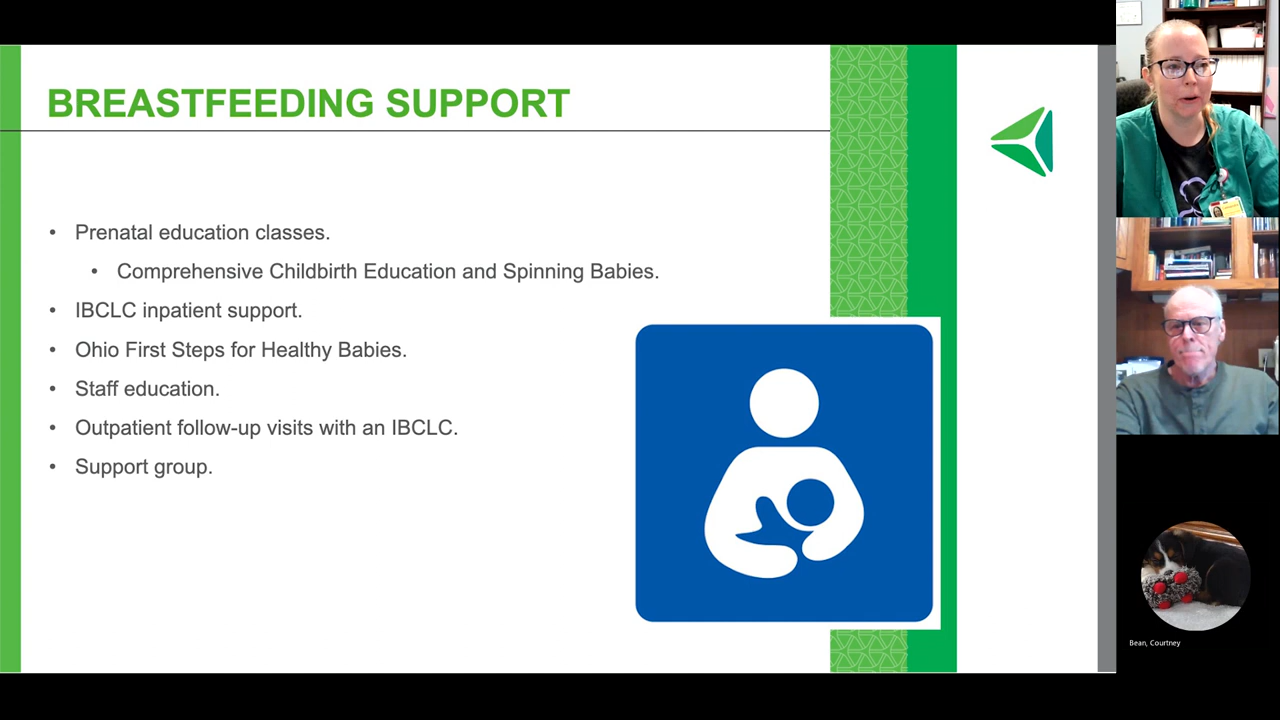 BREASTFEEDING SUPPORT
• Prenatal education classes.
• Comprehensive Childbirth Education and Spinning Babies.
• IBCLC inpatient support.
• Ohio First Steps for Healthy Babies.
• Staff education.
• Outpatient follow-up visits with an IBCLC.
• Support group.
Bean, Courtney